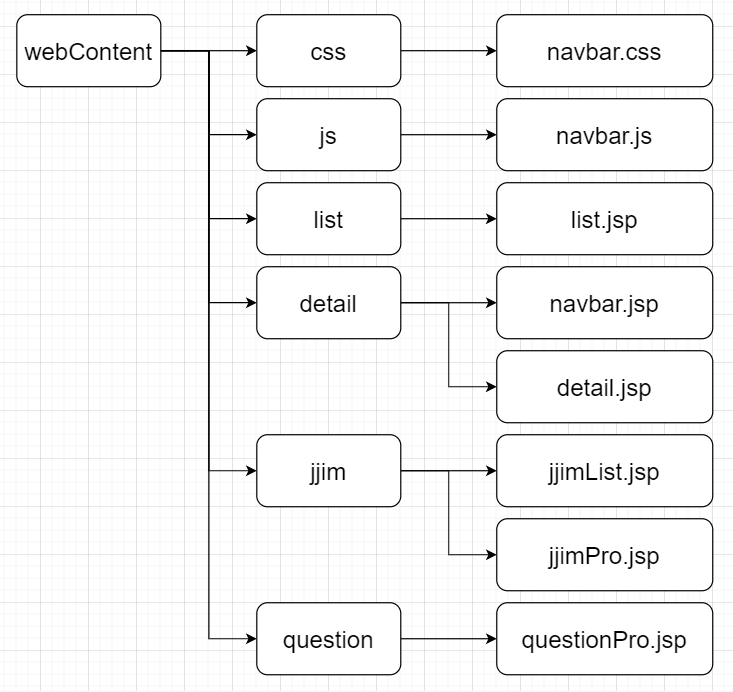 webContent
css
navbar.css
js
navbar.js
list
list.jsp
detail
navbar.jsp
detail.jsp
jjim
jjimList.jsp
jjimPro.jsp
question
questionPro.jsp